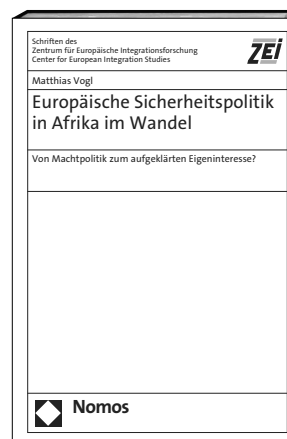 Schriften des
Zentrum für Europäische Integrationsforschung
Center for European Integration Studies
ZEI
Matthias Vogl
Europäische Sicherheitspolitik
in Afrika im Wandel
Von Machtpolitik zum aufgeklärten Eigeninteresse?
Nomos